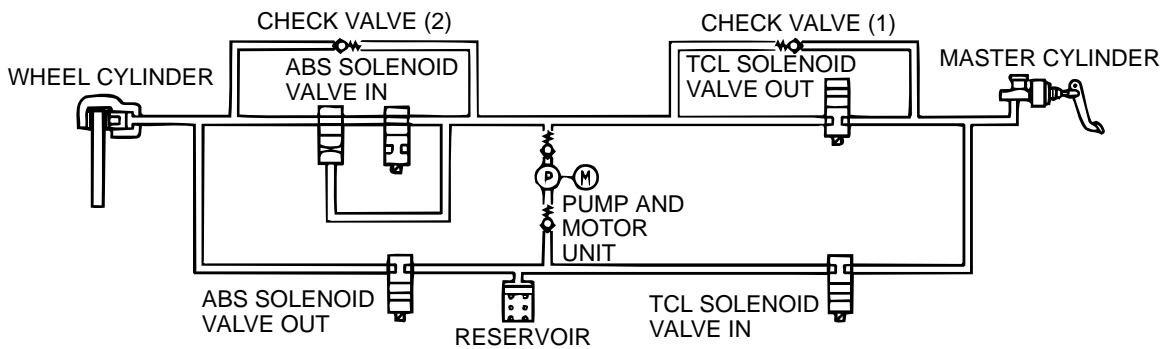 CHECK VALVE (2)
CHECK VALVE (1)
WHEEL CYLINDER
ABS SOLENOID
VALVE IN
TCL SOLENOID
VALVE OUT
MASTER CYLINDER
P
M
PUMP AND
MOTOR
UNIT
ABS SOLENOID
VALVE OUT
RESERVOIR
TCL SOLENOID
VALVE IN